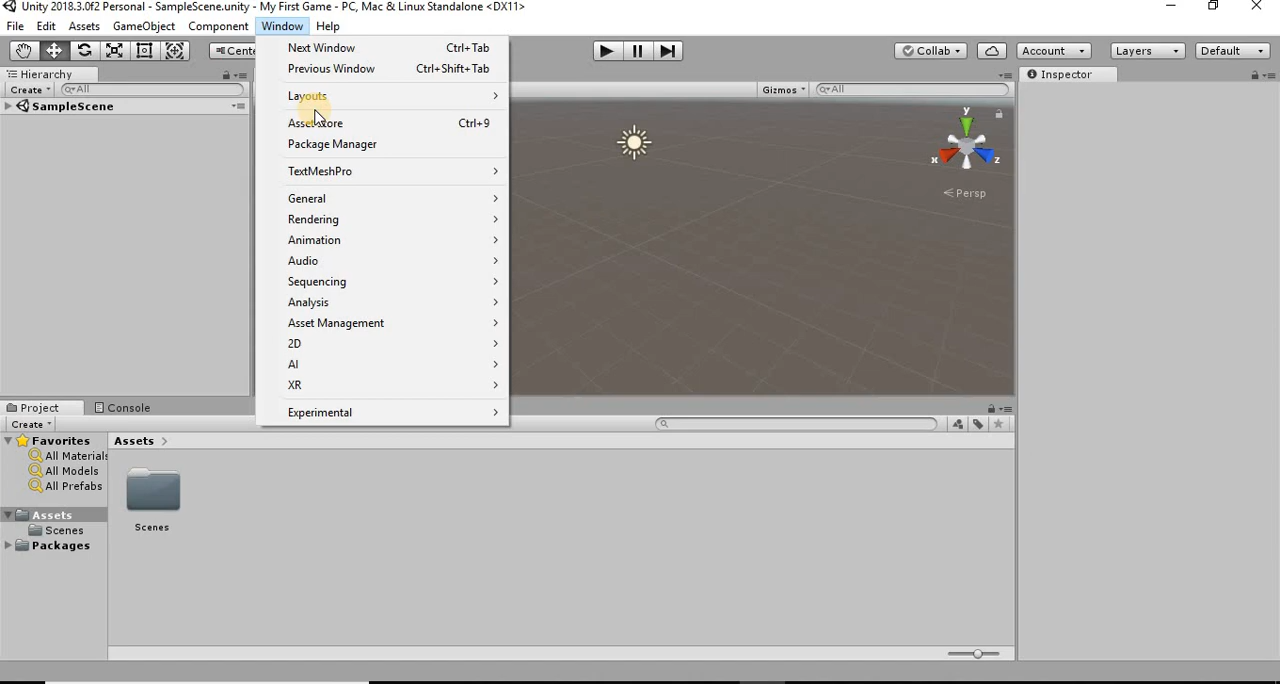 Unity 2018.3.0f2 Personal - SampleScene.unity - My First Game - PC, Mac & Linux Standalone <DX11>
File Edit Assets GameObject Component Window Help
Collab Account Layers Default
Hierarchy
Create All
SampleScene
Next Window Ctrl+Tab
Previous Window Ctrl+Shift+Tab
Layouts
Asset Store Ctrl+9
Package Manager
TextMeshPro
General
Rendering
Animation
Audio
Sequencing
Analysis
Asset Management
2D
AI
XR
Experimental
Gizmos All
y
x z
Persp
Inspector
Project Console
Create
Favorites
All Materials
All Models
All Prefabs
Assets
Scenes
Packages
Assets
Scenes